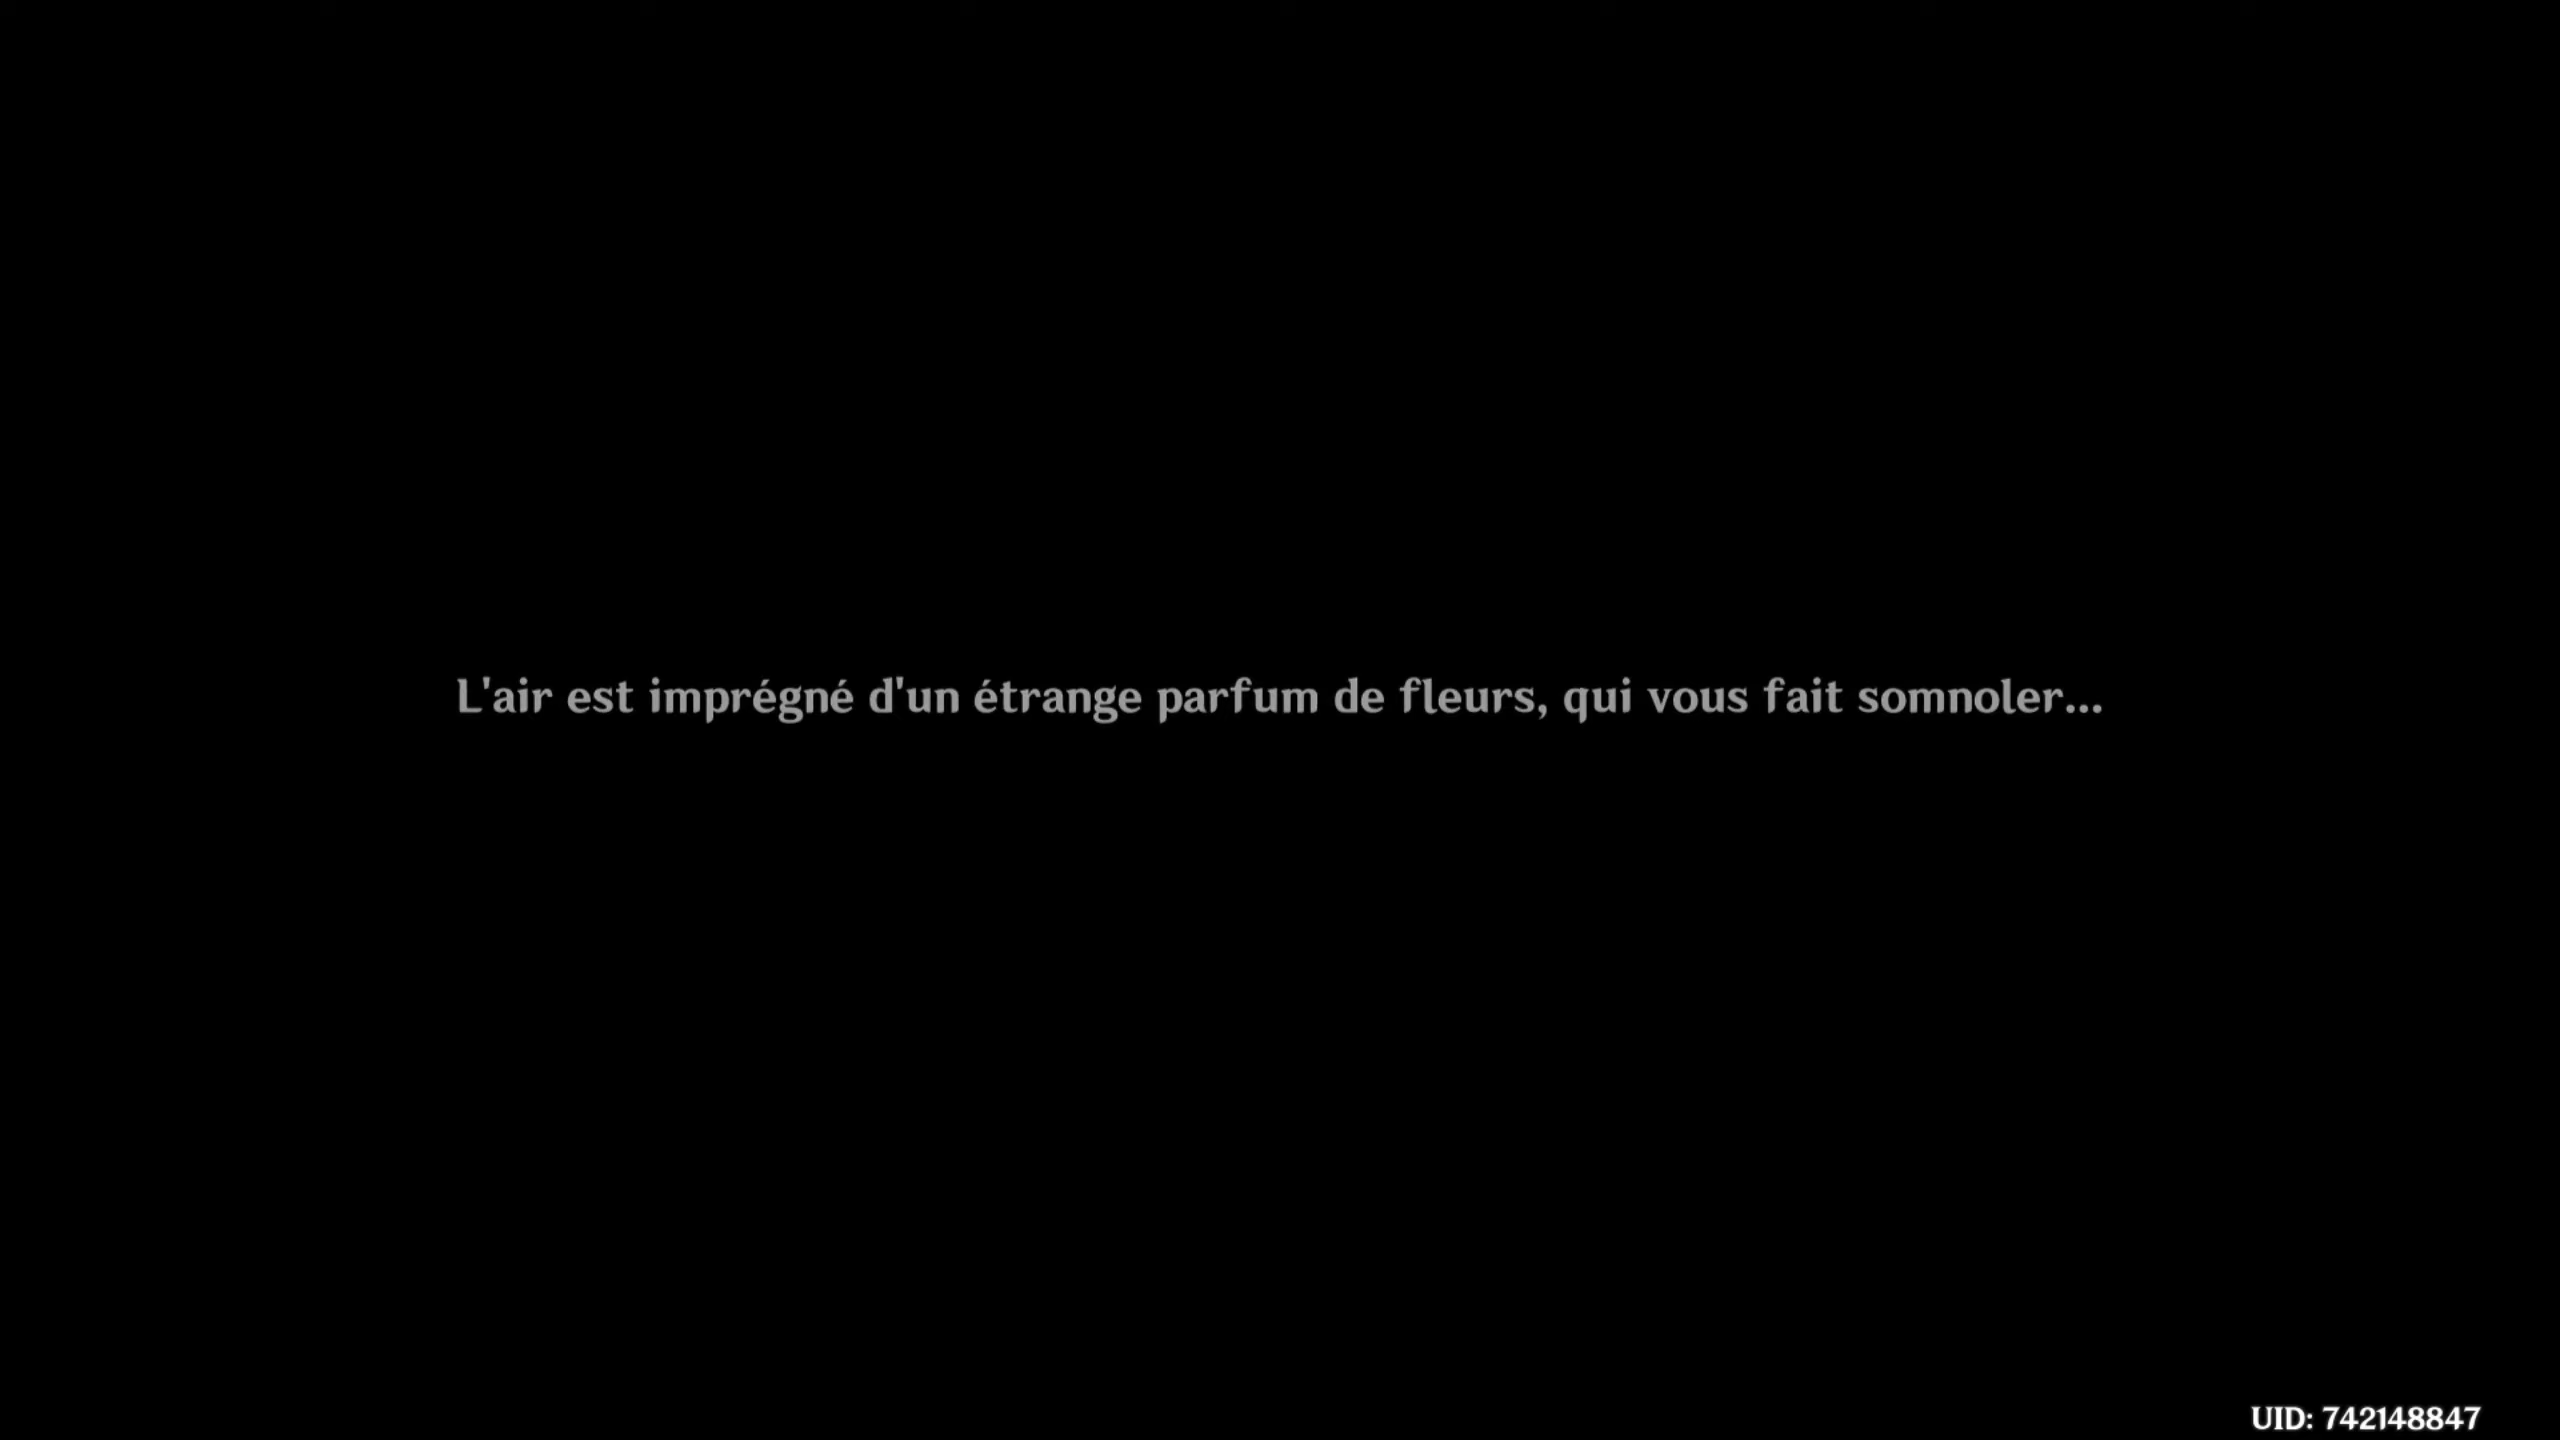 L'air est imprégné d'un étrange parfum de fleurs, qui vous fait somnoler...
UID: 742148847